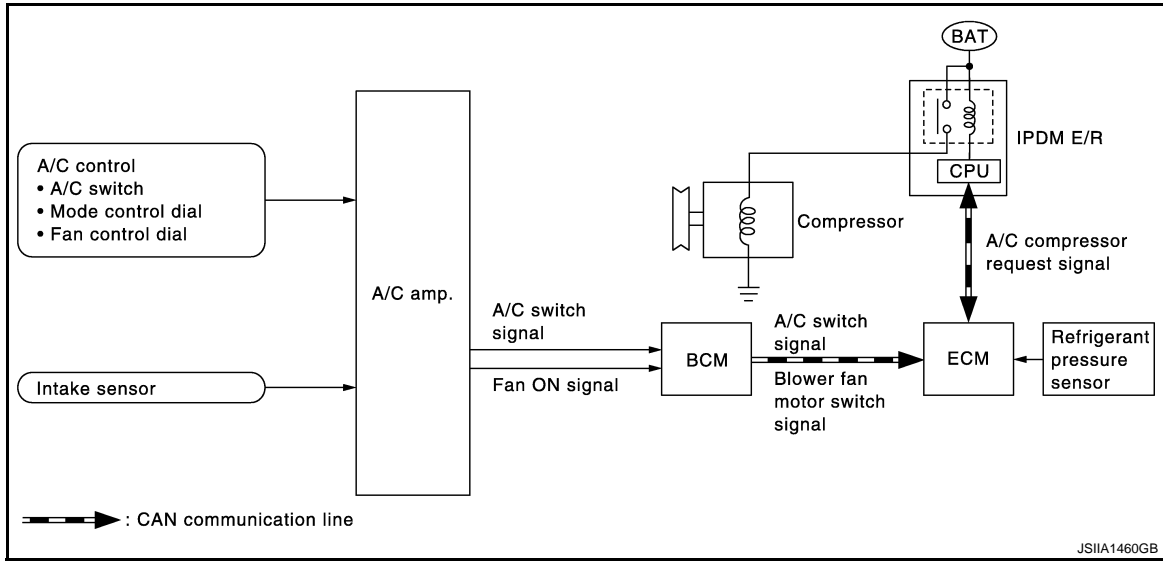 BAT
IPDM E/R
CPU
A/C control
• A/C switch
• Mode control dial
• Fan control dial
Compressor
A/C compressor
request signal
A/C amp.
A/C switch
signal
Fan ON signal
BCM
A/C switch
signal
Blower fan
motor switch
signal
ECM
Refrigerant
pressure
sensor
Intake sensor
: CAN communication line
JSIIA1460GB